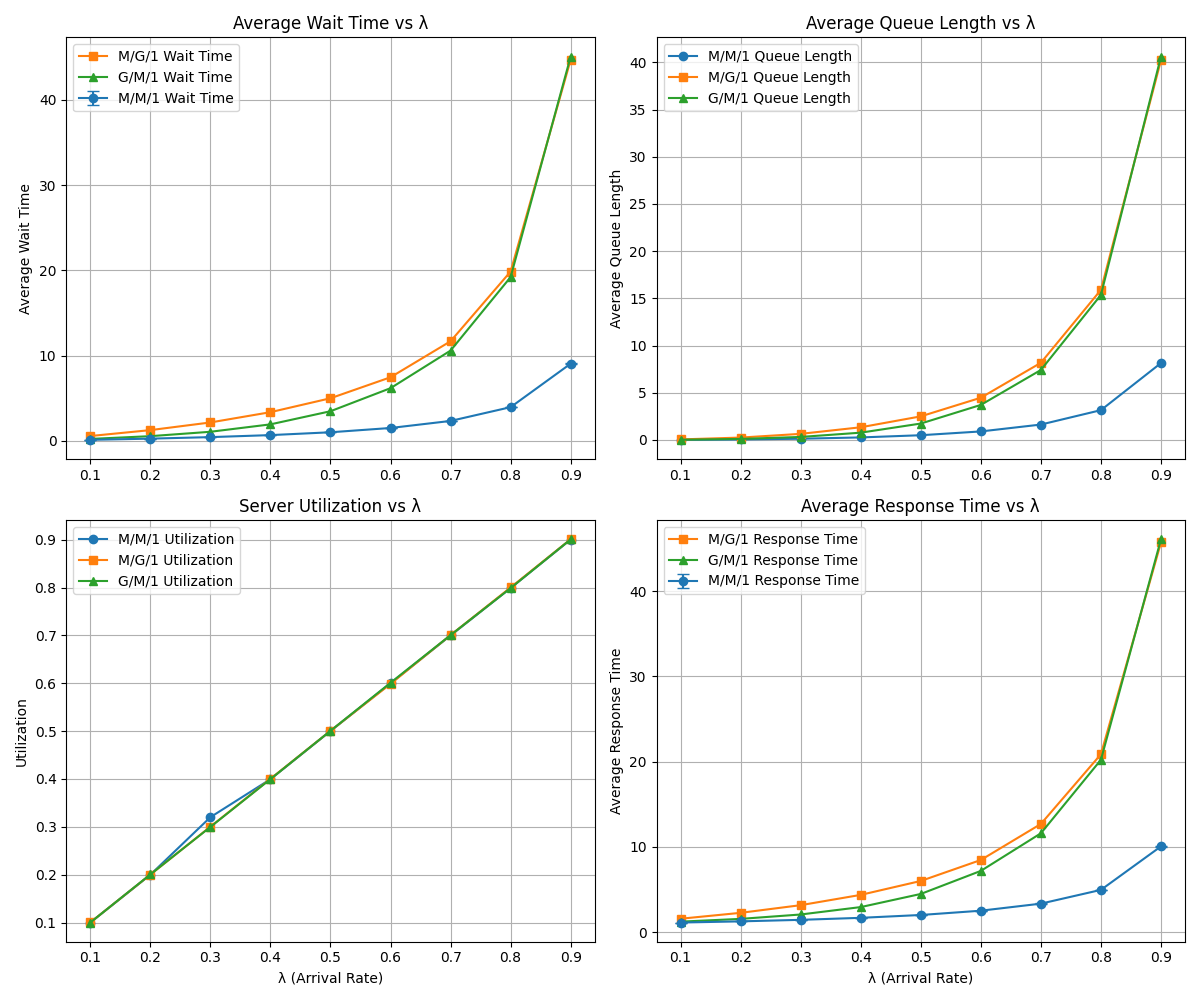 Average Wait Time vs λ
M/G/1 Wait Time
G/M/1 Wait Time
M/M/1 Wait Time
Average Wait Time
40
30
20
10
0
0.1 0.2 0.3 0.4 0.5 0.6 0.7 0.8 0.9
Average Queue Length vs λ
M/M/1 Queue Length
M/G/1 Queue Length
G/M/1 Queue Length
Average Queue Length
40
35
30
25
20
15
10
5
0
0.1 0.2 0.3 0.4 0.5 0.6 0.7 0.8 0.9
Server Utilization vs λ
M/M/1 Utilization
M/G/1 Utilization
G/M/1 Utilization
Utilization
0.9
0.8
0.7
0.6
0.5
0.4
0.3
0.2
0.1
0.1 0.2 0.3 0.4 0.5 0.6 0.7 0.8 0.9
λ (Arrival Rate)
Average Response Time vs λ
M/G/1 Response Time
G/M/1 Response Time
M/M/1 Response Time
Average Response Time
40
30
20
10
0
0.1 0.2 0.3 0.4 0.5 0.6 0.7 0.8 0.9
λ (Arrival Rate)